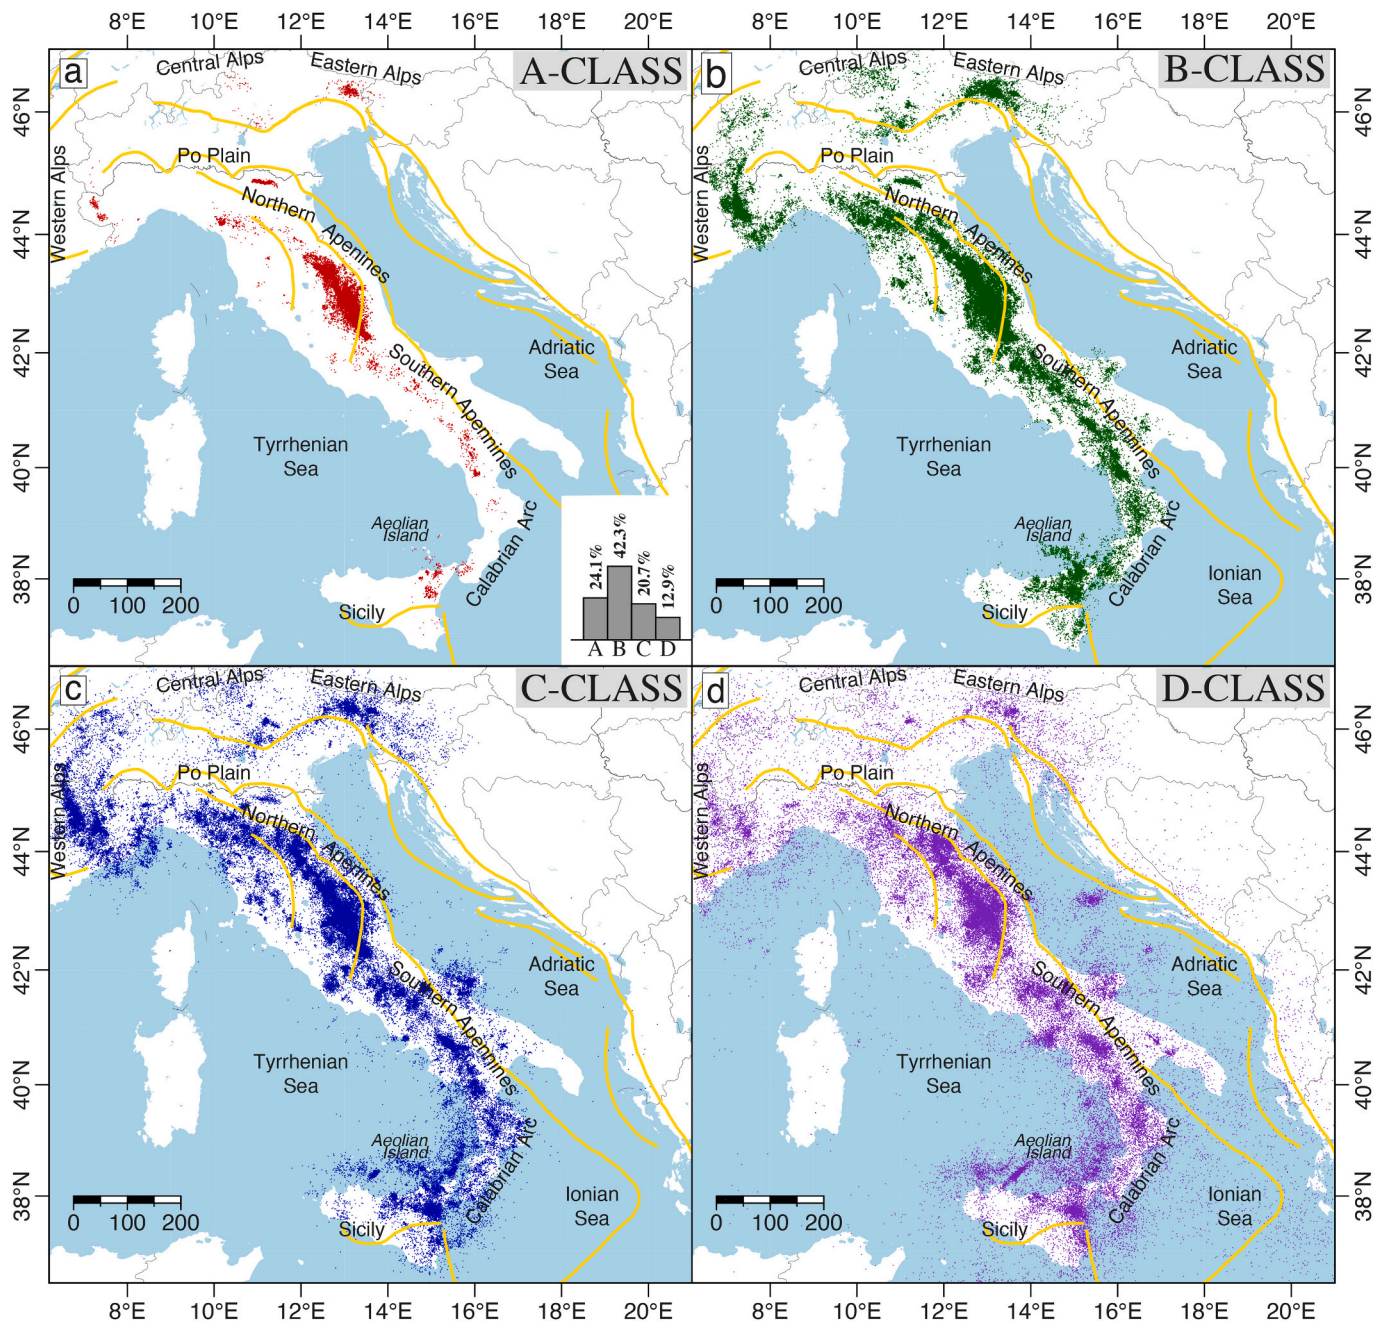 8°E 10°E 12°E 14°E 16°E 18°E 20°E 8°E 10°E 12°E 14°E 16°E 18°E 20°E
a
Central Alps
Eastern Alps
A-CLASS
46°N
Western Alps
Po Plain
Northern
Apenines
44°N
42°N
Southern Apennines
Adriatic
Sea
Tyrrhenian
Sea
40°N
Aeolian
Island
Calabrian Arc
38°N
0 100 200
Sicily
24.1%
42.3%
20.7%
12.9%
A B C D
b
Central Alps
Eastern Alps
B-CLASS
46°N
Western Alps
Po Plain
Northern
Apenines
44°N
42°N
Southern Apennines
Adriatic
Sea
Tyrrhenian
Sea
40°N
Aeolian
Island
Calabrian Arc
Ionian
Sea
38°N
0 100 200
Sicily
c
Central Alps
Eastern Alps
C-CLASS
46°N
Western Alps
Po Plain
Northern
Apenines
44°N
42°N
Southern Apennines
Adriatic
Sea
Tyrrhenian
Sea
40°N
Aeolian
Island
Calabrian Arc
Ionian
Sea
38°N
0 100 200
Sicily
d
Central Alps
Eastern Alps
D-CLASS
46°N
Western Alps
Po Plain
Northern
Apenines
44°N
42°N
Southern Apennines
Adriatic
Sea
Tyrrhenian
Sea
40°N
Aeolian
Island
Calabrian Arc
Ionian
Sea
38°N
0 100 200
Sicily
8°E 10°E 12°E 14°E 16°E 18°E 20°E 8°E 10°E 12°E 14°E 16°E 18°E 20°E